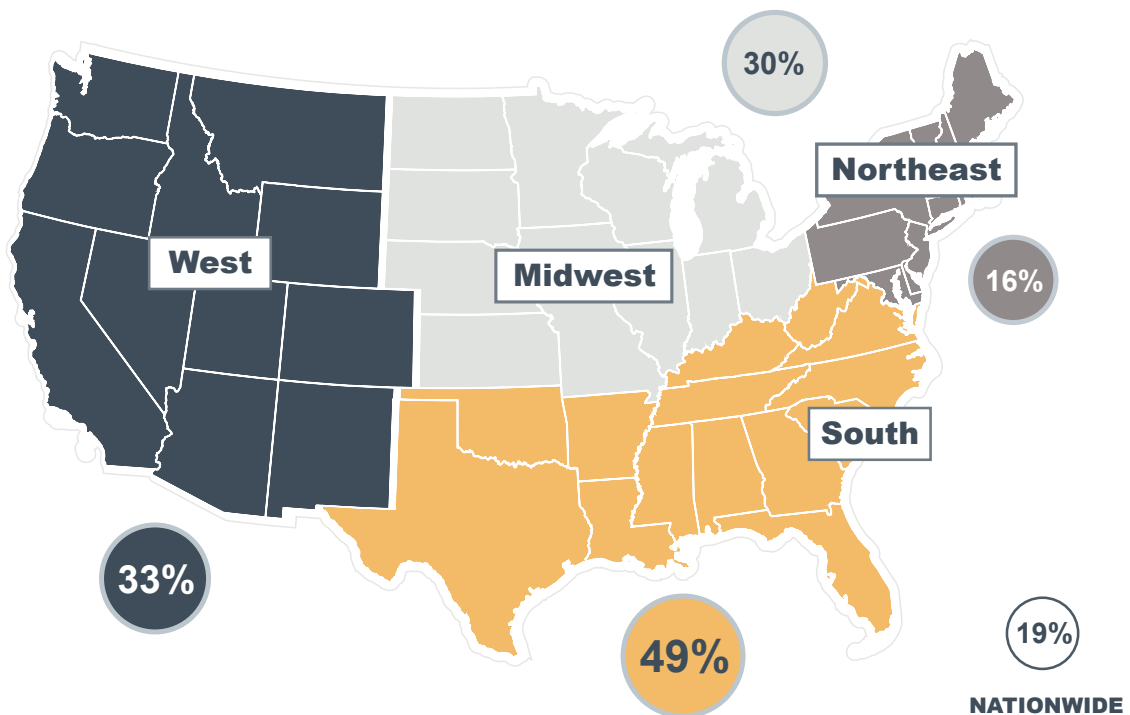 30%
Northeast
West
Midwest
16%
South
33%
49%
19%
NATIONWIDE